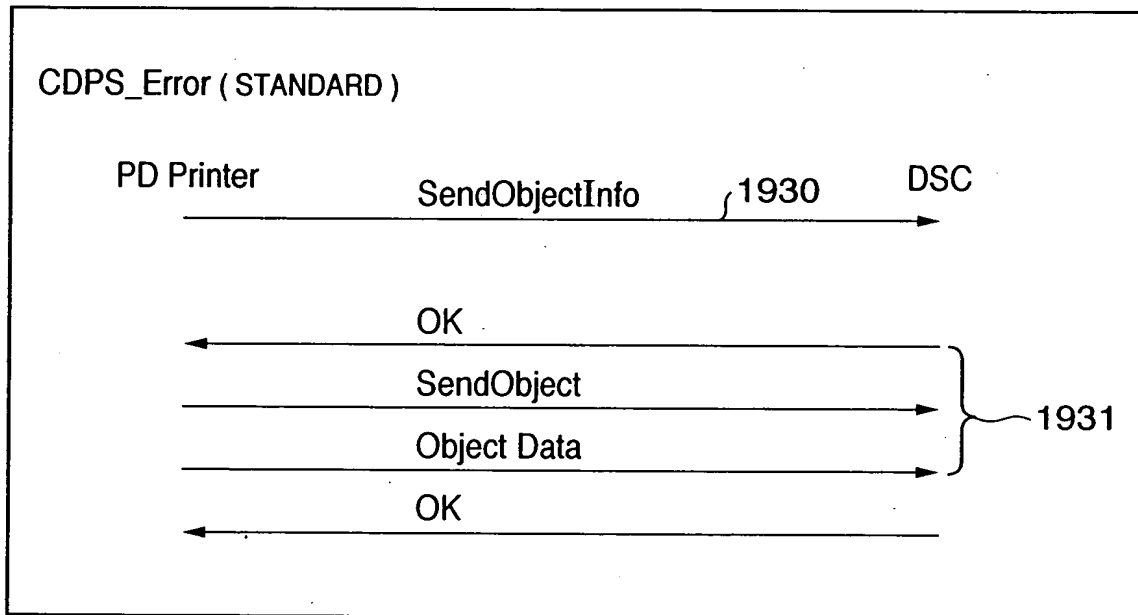 CDPS_Error ( STANDARD )
PD Printer
DSC
SendObjectInfo
1930
OK
SendObject
1931
Object Data
OK